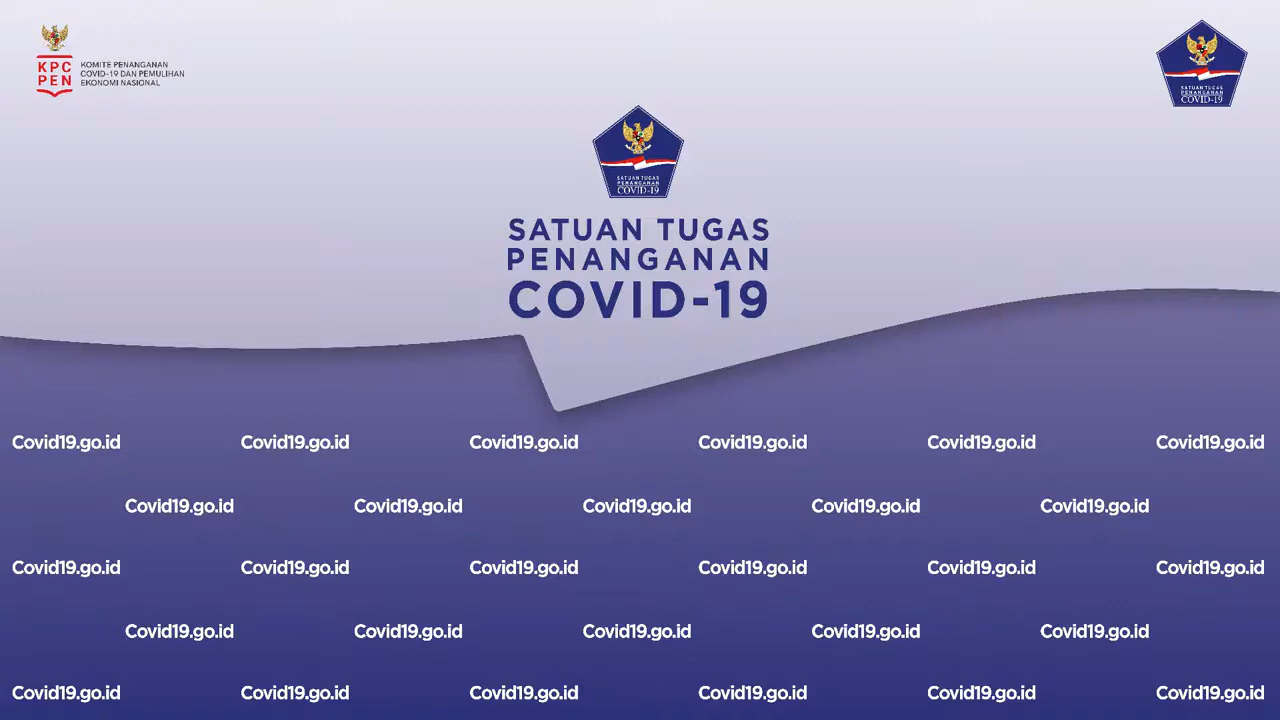 KPC
PEN
KOMITE PENANGANAN
COVID-19 DAN PEMULIHAN
EKONOMI NASIONAL
SATUAN TUGAS
PENANGANAN
COVID-19
SATUAN TUGAS
PENANGANAN
COVID-19
SATUAN TUGAS
PENANGANAN
COVID-19
Covid19.go.id Covid19.go.id Covid19.go.id Covid19.go.id Covid19.go.id Covid19.go.id
Covid19.go.id Covid19.go.id Covid19.go.id Covid19.go.id Covid19.go.id
Covid19.go.id Covid19.go.id Covid19.go.id Covid19.go.id Covid19.go.id Covid19.go.id
Covid19.go.id Covid19.go.id Covid19.go.id Covid19.go.id Covid19.go.id
Covid19.go.id Covid19.go.id Covid19.go.id Covid19.go.id Covid19.go.id Covid19.go.id